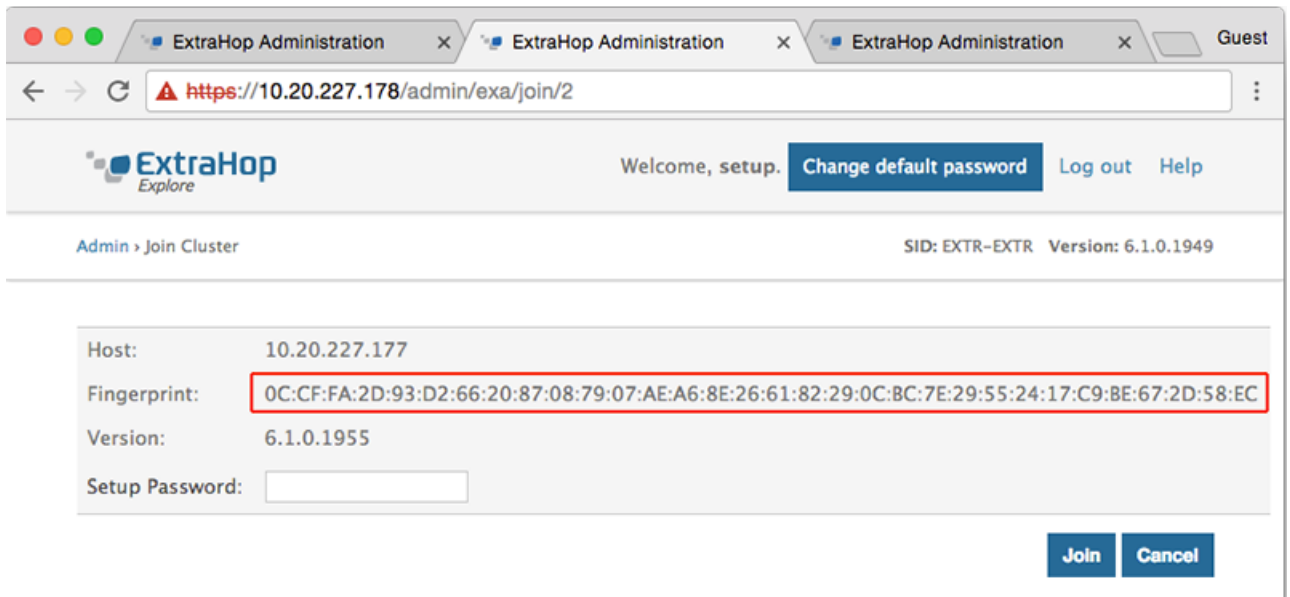 ExtraHop Administration ExtraHop Administration ExtraHop Administration Guest
https://10.20.227.178/admin/exa/join/2
ExtraHop
Explore
Welcome, setup. Change default password Log out Help
Admin › Join Cluster SID: EXTR-EXTR Version: 6.1.0.1949
Host: 10.20.227.177
Fingerprint: 0C:CF:FA:2D:93:D2:66:20:87:08:79:07:AE:A6:8E:26:61:82:29:0C:BC:7E:29:55:24:17:C9:BE:67:2D:58:EC
Version: 6.1.0.1955
Setup Password:
Join Cancel